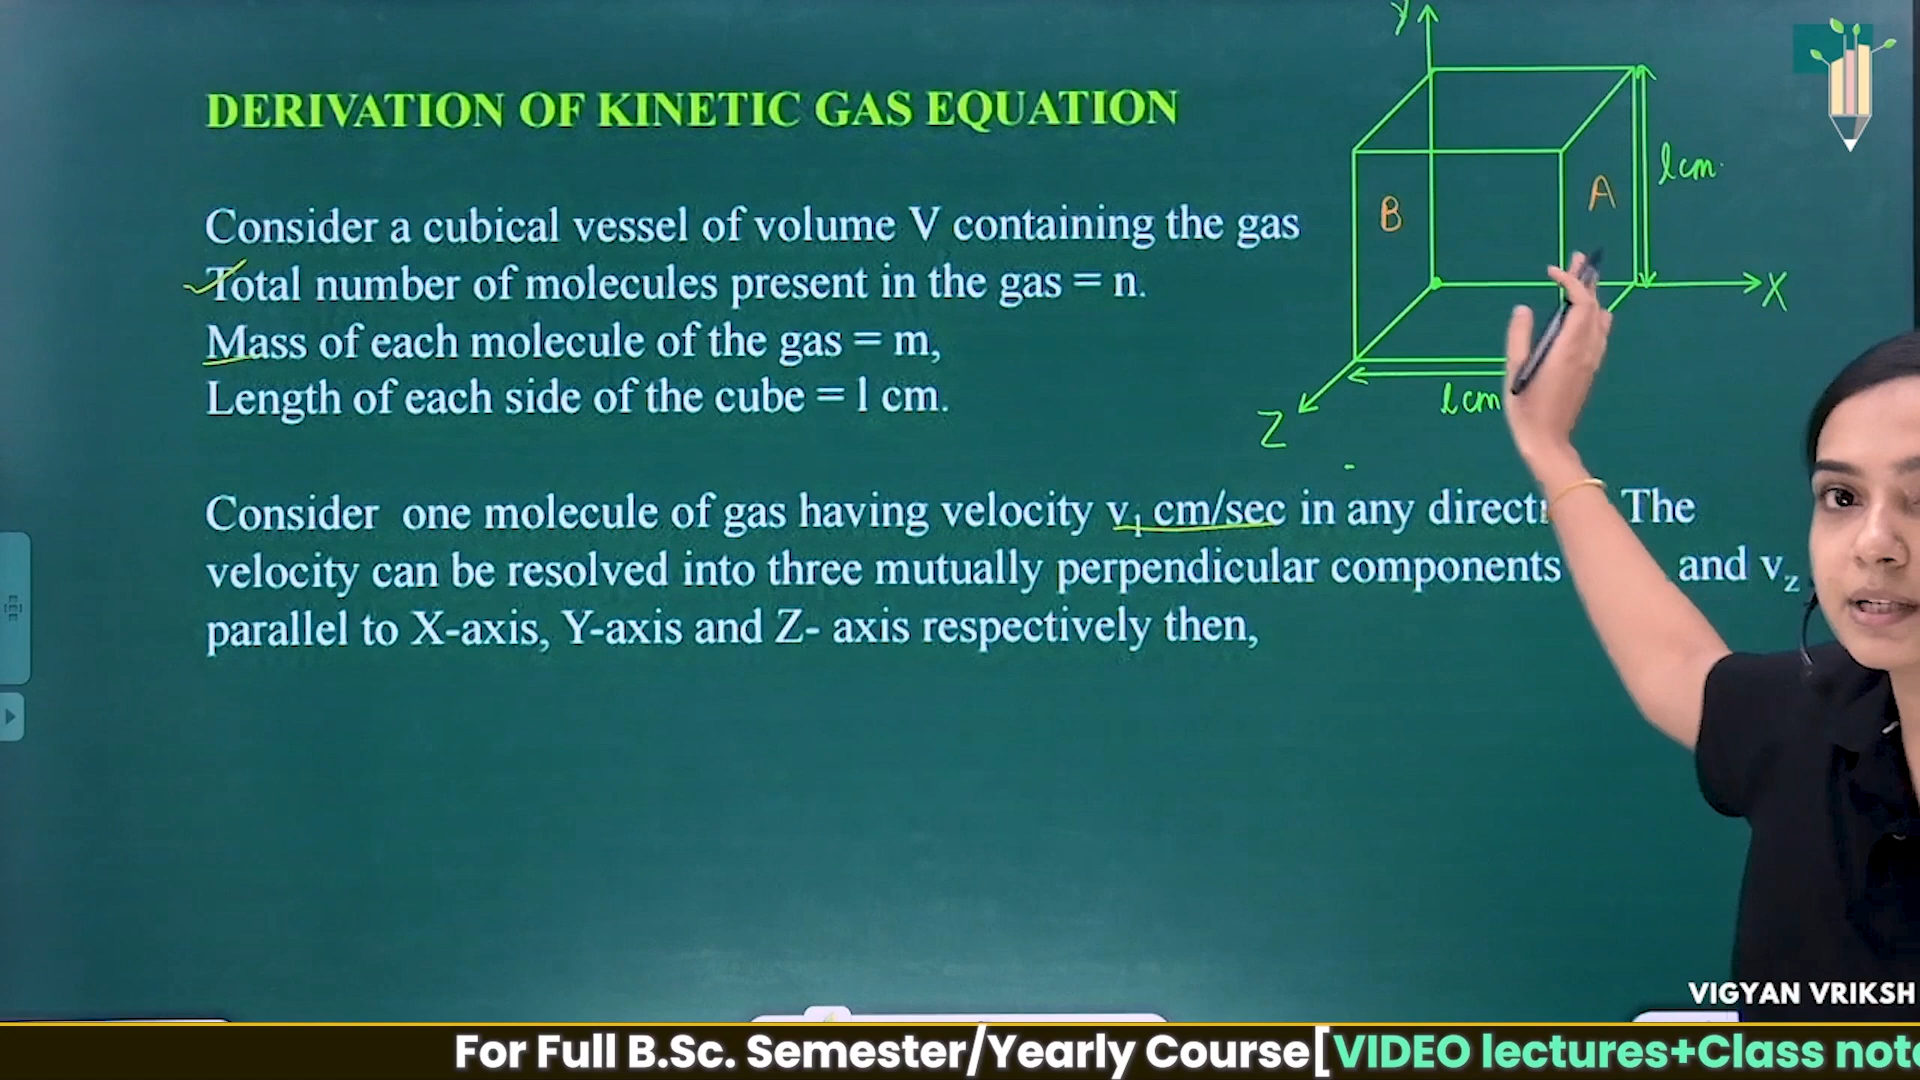 DERIVATION OF KINETIC GAS EQUATION
Consider a cubical vessel of volume V containing the gas
Total number of molecules present in the gas = n.
Mass of each molecule of the gas = m,
Length of each side of the cube = l cm.
Y
l cm.
A
B
X
l cm
Z
Consider one molecule of gas having velocity v₁ cm/sec in any The
velocity can be resolved into three mutually perpendicular components and vz
parallel to X-axis, Y-axis and Z- axis respectively then,
VIGYAN VRIKSH
For Full B.Sc. Semester/Yearly Course[VIDEO lectures+Class